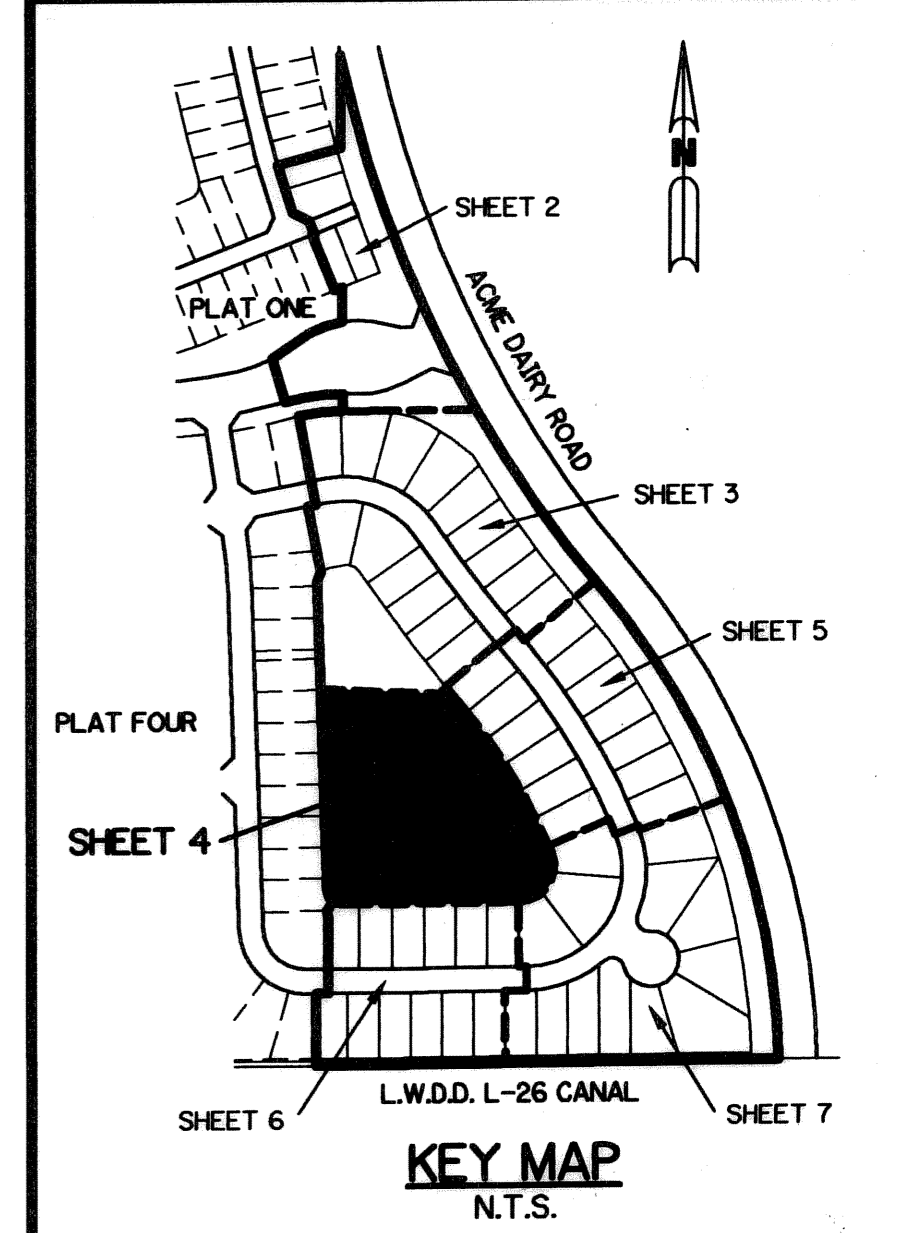 N
SHEET 2
ACME DAIRY ROAD
PLAT ONE
SHEET 3
SHEET 5
PLAT FOUR
SHEET 4
L.W.D.D. L-26 CANAL
SHEET 6
SHEET 7
KEY MAP
N.T.S.